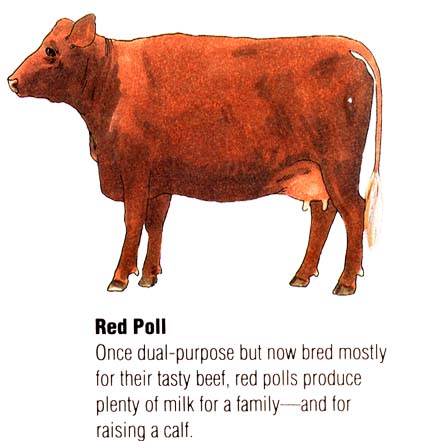 Red Poll
Once dual-purpose but now bred mostly
for their tasty beef, red polls produce
plenty of milk for a family—and for
raising a calf.